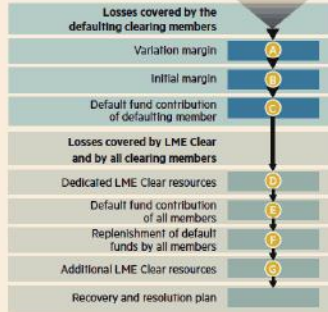 Losses covered by the
defaulting clearing members
Variation margin
A
Initial margin
B
Default fund contribution
of defaulting member
C
Losses covered by LME Clear
and by all clearing members
Dedicated LME Clear resources
D
Default fund contribution
of all members
E
Replenishment of default
funds by all members
F
Additional LME Clear resources
G
Recovery and resolution plan